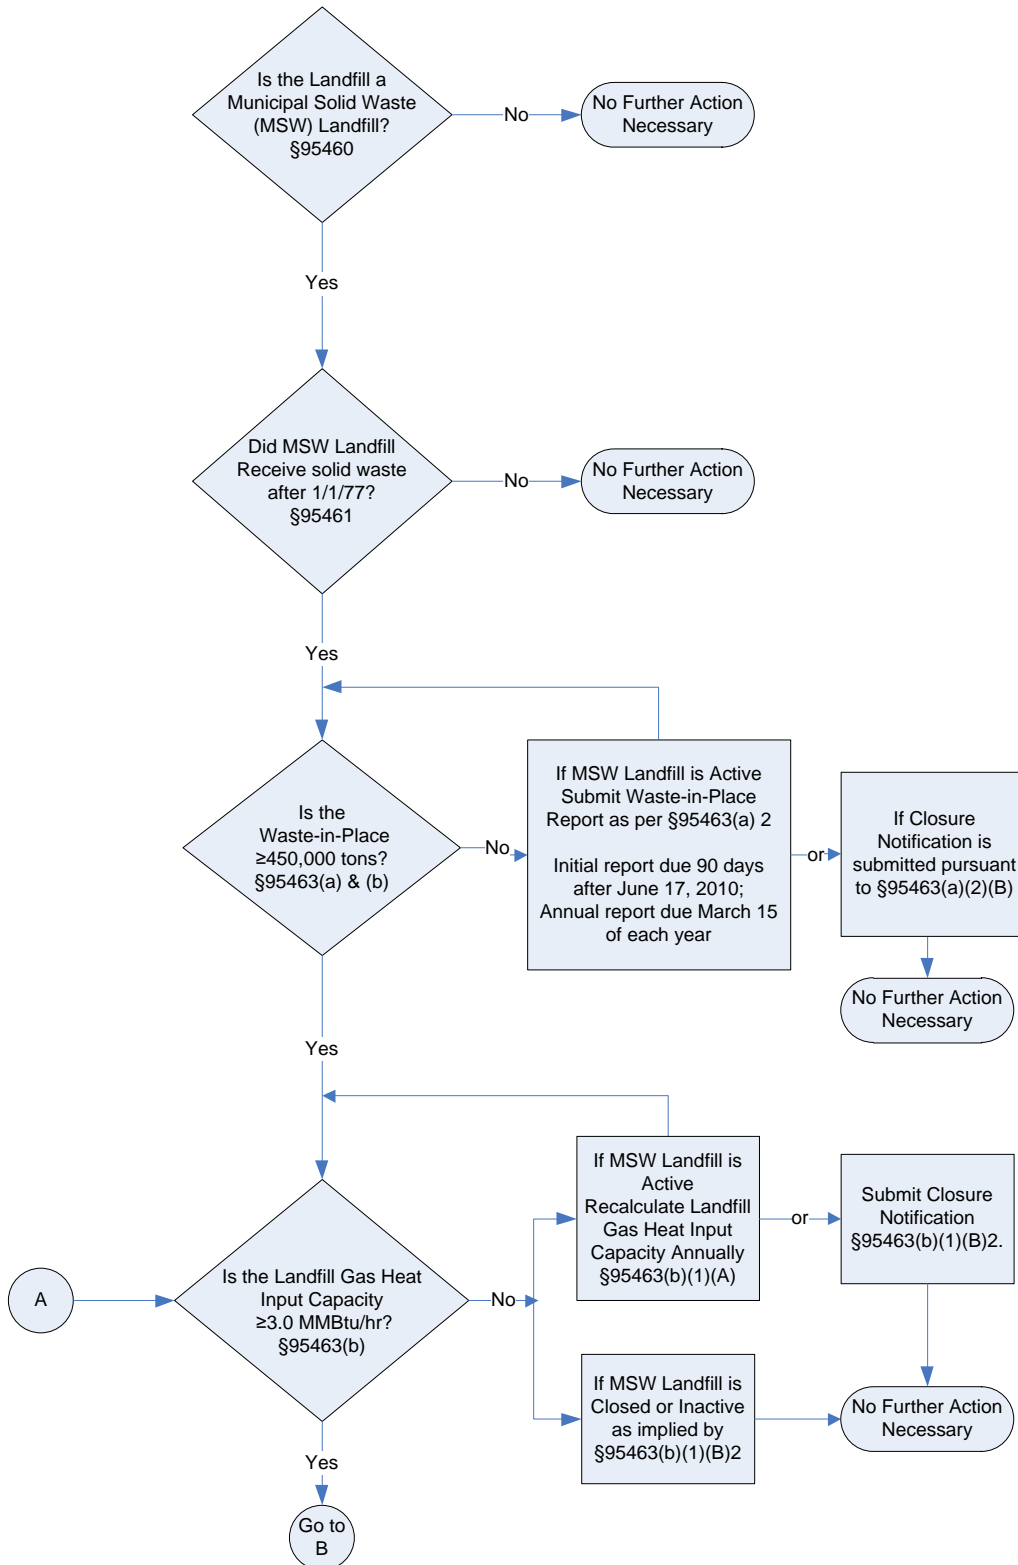 Is the Landfill a
Municipal Solid Waste
(MSW) Landfill?
§95460
No
No Further Action
Necessary
Yes
Did MSW Landfill
Receive solid waste
after 1/1/77?
§95461
No
No Further Action
Necessary
Yes
Is the
Waste-in-Place
≥450,000 tons?
§95463(a) & (b)
No
If MSW Landfill is Active
Submit Waste-in-Place
Report as per §95463(a) 2
Initial report due 90 days
after June 17, 2010;
Annual report due March 15
of each year
or
If Closure
Notification is
submitted pursuant
to §95463(a)(2)(B)
No Further Action
Necessary
Yes
A
Is the Landfill Gas Heat
Input Capacity
≥3.0 MMBtu/hr?
§95463(b)
No
If MSW Landfill is
Active
Recalculate Landfill
Gas Heat Input
Capacity Annually
§95463(b)(1)(A)
or
Submit Closure
Notification
§95463(b)(1)(B)2.
If MSW Landfill is
Closed or Inactive
as implied by
§95463(b)(1)(B)2
No Further Action
Necessary
Yes
Go to
B